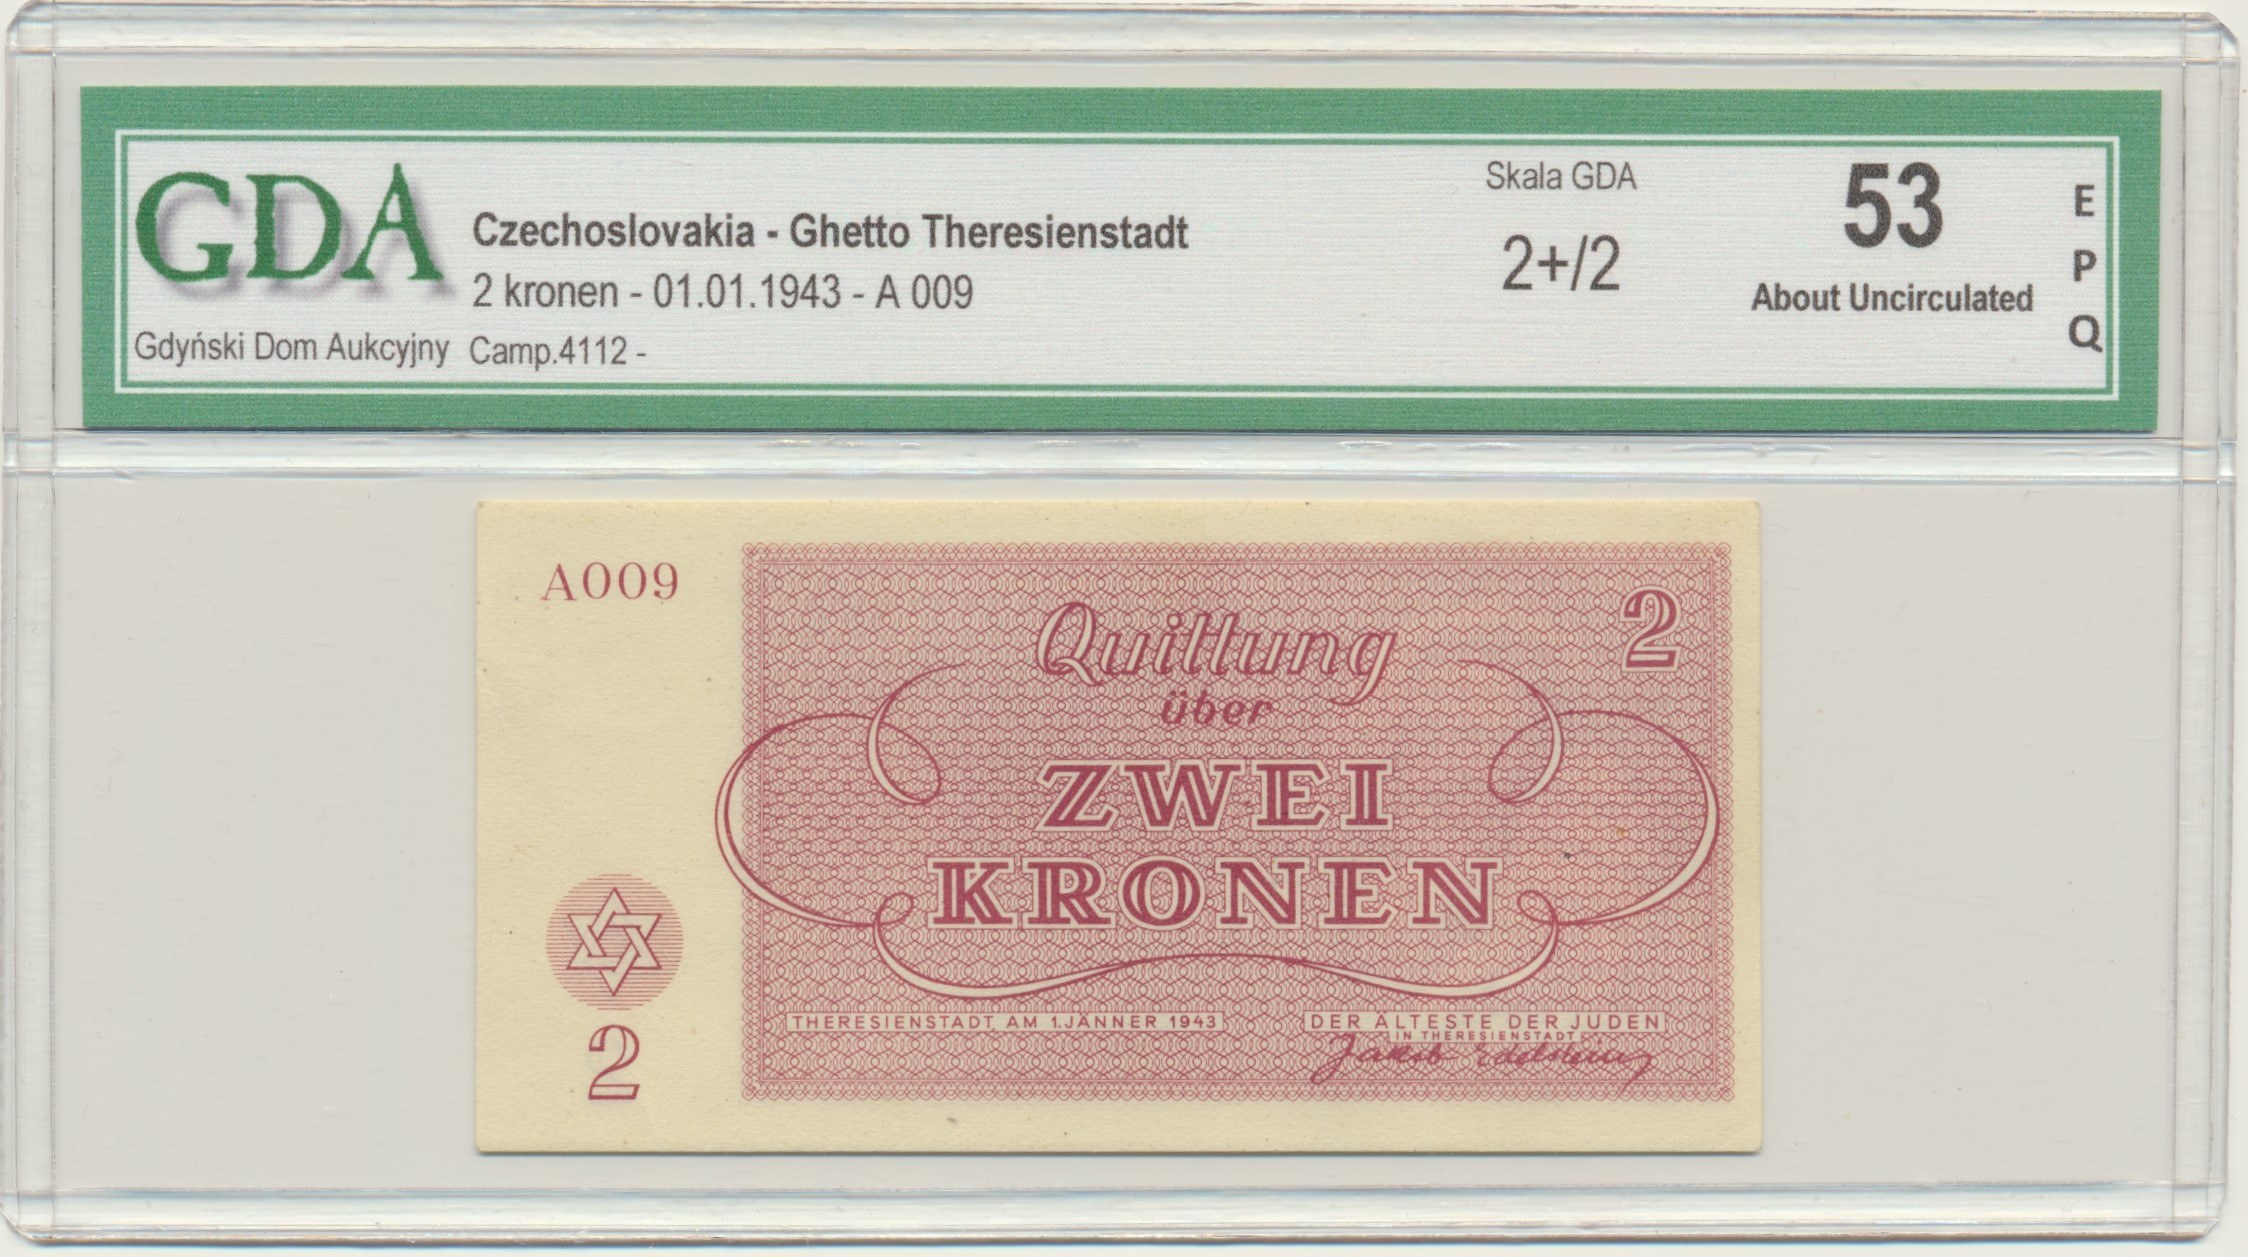 GDA
Gdyński Dom Aukcyjny
Czechoslovakia - Ghetto Theresienstadt
2 kronen - 01.01.1943 - A 009
Camp.4112 -
Skala GDA
2+/2
53
About Uncirculated
E
P
Q
A009
2
Quittung
über
ZWEI
KRONEN
2
THERESIENSTADT, AM 1.JÄNNER 1943
DER ÄLTESTE DER JUDEN
IN THERESIENSTADT
Jakob Edelstein